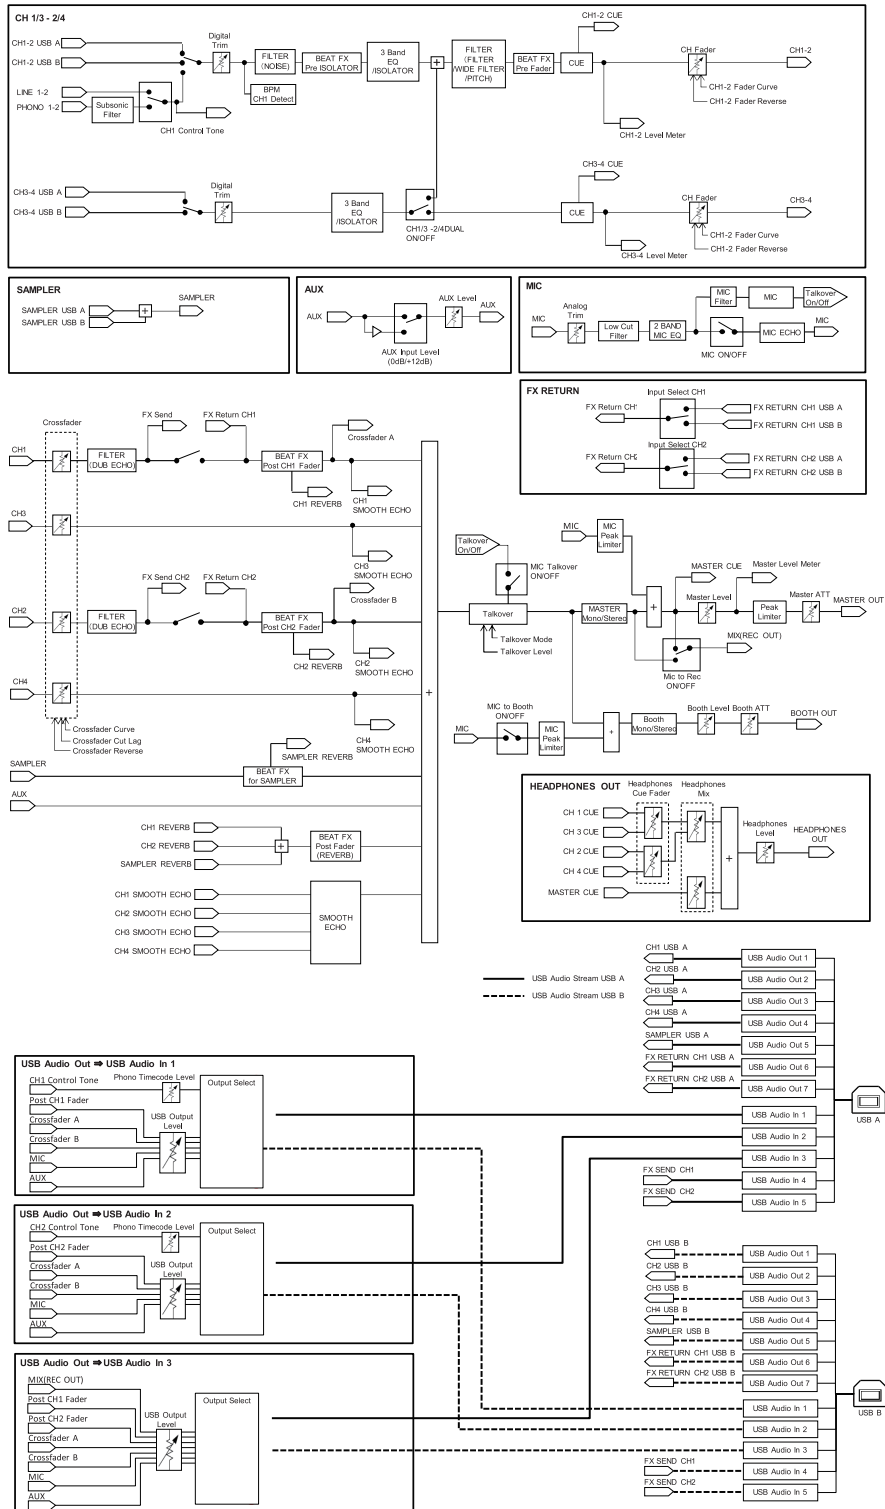 CH 1/3 - 2/4
CH1-2 USB A
CH1-2 USB B
LINE 1-2
PHONO 1-2
Subsonic
Filter
CH1 Control Tone
Digital
Trim
FILTER
(NOISE)
BPM
CH1 Detect
BEAT FX
Pre ISOLATOR
3 Band
EQ
/ISOLATOR
+
FILTER
(FILTER
/WIDE FILTER
/PITCH)
BEAT FX
Pre Fader
CUE
CH1-2 CUE
CH Fader
CH1-2
CH1-2 Fader Curve
CH1-2 Fader Reverse
CH1-2 Level Meter
CH3-4 USB A
CH3-4 USB B
Digital
Trim
3 Band
EQ
/ISOLATOR
CH1/3 -2/4DUAL
ON/OFF
CUE
CH3-4 CUE
CH Fader
CH3-4
CH1-2 Fader Curve
CH1-2 Fader Reverse
CH3-4 Level Meter
SAMPLER
SAMPLER USB A
SAMPLER USB B
+
SAMPLER
AUX
AUX
AUX Input Level
(0dB/+12dB)
AUX Level
AUX
MIC
MIC
Analog
Trim
Low Cut
Filter
2 BAND
MIC EQ
MIC
Filter
MIC
Talkover
On/Off
MIC ON/OFF
MIC ECHO
MIC
FX RETURN
Input Select CH1
FX Return CH
FX RETURN CH1 USB A
FX RETURN CH1 USB B
Input Select CH2
FX Return CH
FX RETURN CH2 USB A
FX RETURN CH2 USB B
Crossfader
CH1
FILTER
(DUB ECHO)
FX Send
FX Return CH1
BEAT FX
Post CH1 Fader
Crossfader A
CH1 REVERB
CH1
SMOOTH ECHO
CH3
CH3
SMOOTH ECHO
CH2
FILTER
(DUB ECHO)
FX Send CH2
FX Return CH2
BEAT FX
Post CH2 Fader
Crossfader B
CH2 REVERB
CH2
SMOOTH ECHO
CH4
CH4
SMOOTH ECHO
Crossfader Curve
Crossfader Cut Lag
Crossfader Reverse
SAMPLER
BEAT FX
for SAMPLER
SAMPLER REVERB
AUX
CH1 REVERB
CH2 REVERB
SAMPLER REVERB
+
BEAT FX
Post Fader
(REVERB)
CH1 SMOOTH ECHO
CH2 SMOOTH ECHO
CH3 SMOOTH ECHO
CH4 SMOOTH ECHO
SMOOTH
ECHO
+
Talkover
On/Off
MIC Talkover
ON/OFF
Talkover
Talkover Mode
Talkover Level
MIC
MIC
Peak
Limiter
MASTER
Mono/Stereo
+
MASTER CUE
Master Level
Master Level Meter
Peak
Limiter
Master ATT
MASTER OUT
MIX(REC OUT)
Mic to Rec
ON/OFF
MIC
MIC to Booth
ON/OFF
MIC
Peak
Limiter
+
Booth
Mono/Stereo
Booth Level
Booth ATT
BOOTH OUT
HEADPHONES OUT
Headphones
Cue Fader
Headphones
Mix
CH 1 CUE
CH 3 CUE
CH 2 CUE
CH 4 CUE
MASTER CUE
+
Headphones
Level
HEADPHONES
OUT
USB Audio Stream USB A
USB Audio Stream USB B
CH1 USB A
USB Audio Out 1
CH2 USB A
USB Audio Out 2
CH3 USB A
USB Audio Out 3
CH4 USB A
USB Audio Out 4
SAMPLER USB A
USB Audio Out 5
FX RETURN CH1 USB A
USB Audio Out 6
FX RETURN CH2 USB A
USB Audio Out 7
USB Audio In 1
USB Audio In 2
USB Audio In 3
FX SEND CH1
USB Audio In 4
FX SEND CH2
USB Audio In 5
USB A
USB Audio Out ⇒ USB Audio In 1
CH1 Control Tone
Phono Timecode Level
Output Select
Post CH1 Fader
Crossfader A
Crossfader B
MIC
AUX
USB Output
Level
USB Audio Out ⇒ USB Audio In 2
CH2 Control Tone
Phono Timecode Level
Output Select
Post CH2 Fader
Crossfader A
Crossfader B
MIC
AUX
USB Output
Level
USB Audio Out ⇒ USB Audio In 3
MIX(REC OUT)
Post CH1 Fader
Post CH2 Fader
Crossfader A
Crossfader B
MIC
AUX
USB Output
Level
Output Select
CH1 USB B
USB Audio Out 1
CH2 USB B
USB Audio Out 2
CH3 USB B
USB Audio Out 3
CH4 USB B
USB Audio Out 4
SAMPLER USB B
USB Audio Out 5
FX RETURN CH1 USB B
USB Audio Out 6
FX RETURN CH2 USB B
USB Audio Out 7
USB Audio In 1
USB Audio In 2
USB Audio In 3
FX SEND CH1
USB Audio In 4
FX SEND CH2
USB Audio In 5
USB B